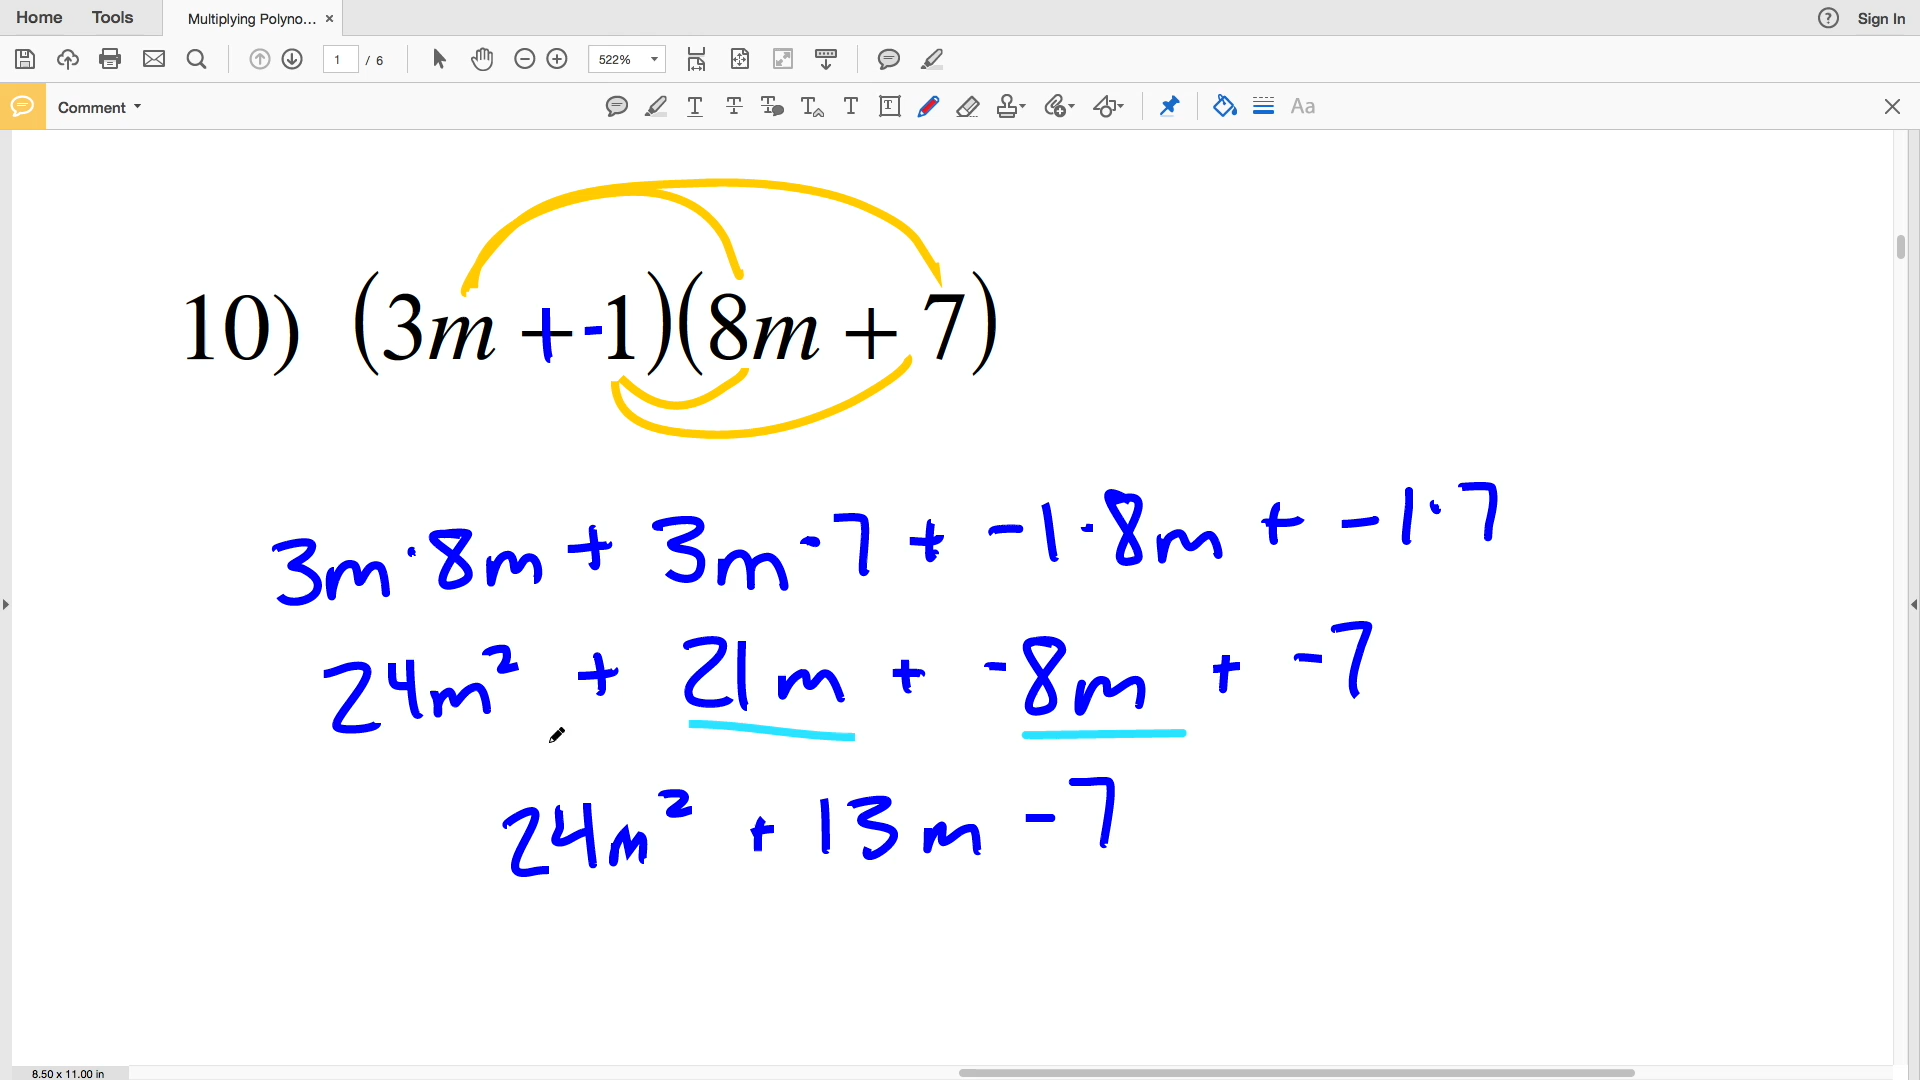 Home Tools Multiplying Polyno... × Sign In
1 / 6 522%
Comment Aa
10) (3m + -1)(8m + 7)
3m · 8m + 3m · 7 + -1 · 8m + -1 · 7
24m² + 21m + -8m + -7
24m² + 13m - 7
8.50 x 11.00 in